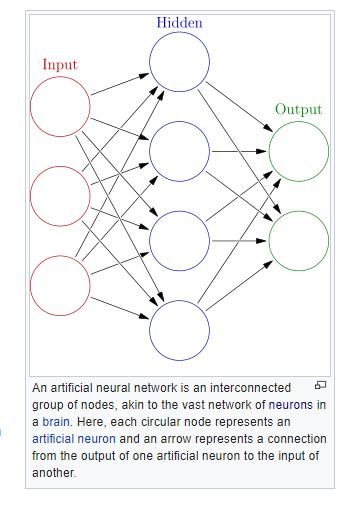 Hidden
Input
Output
An artificial neural network is an interconnected
group of nodes, akin to the vast network of neurons in
a brain. Here, each circular node represents an
artificial neuron and an arrow represents a connection
from the output of one artificial neuron to the input of
another.